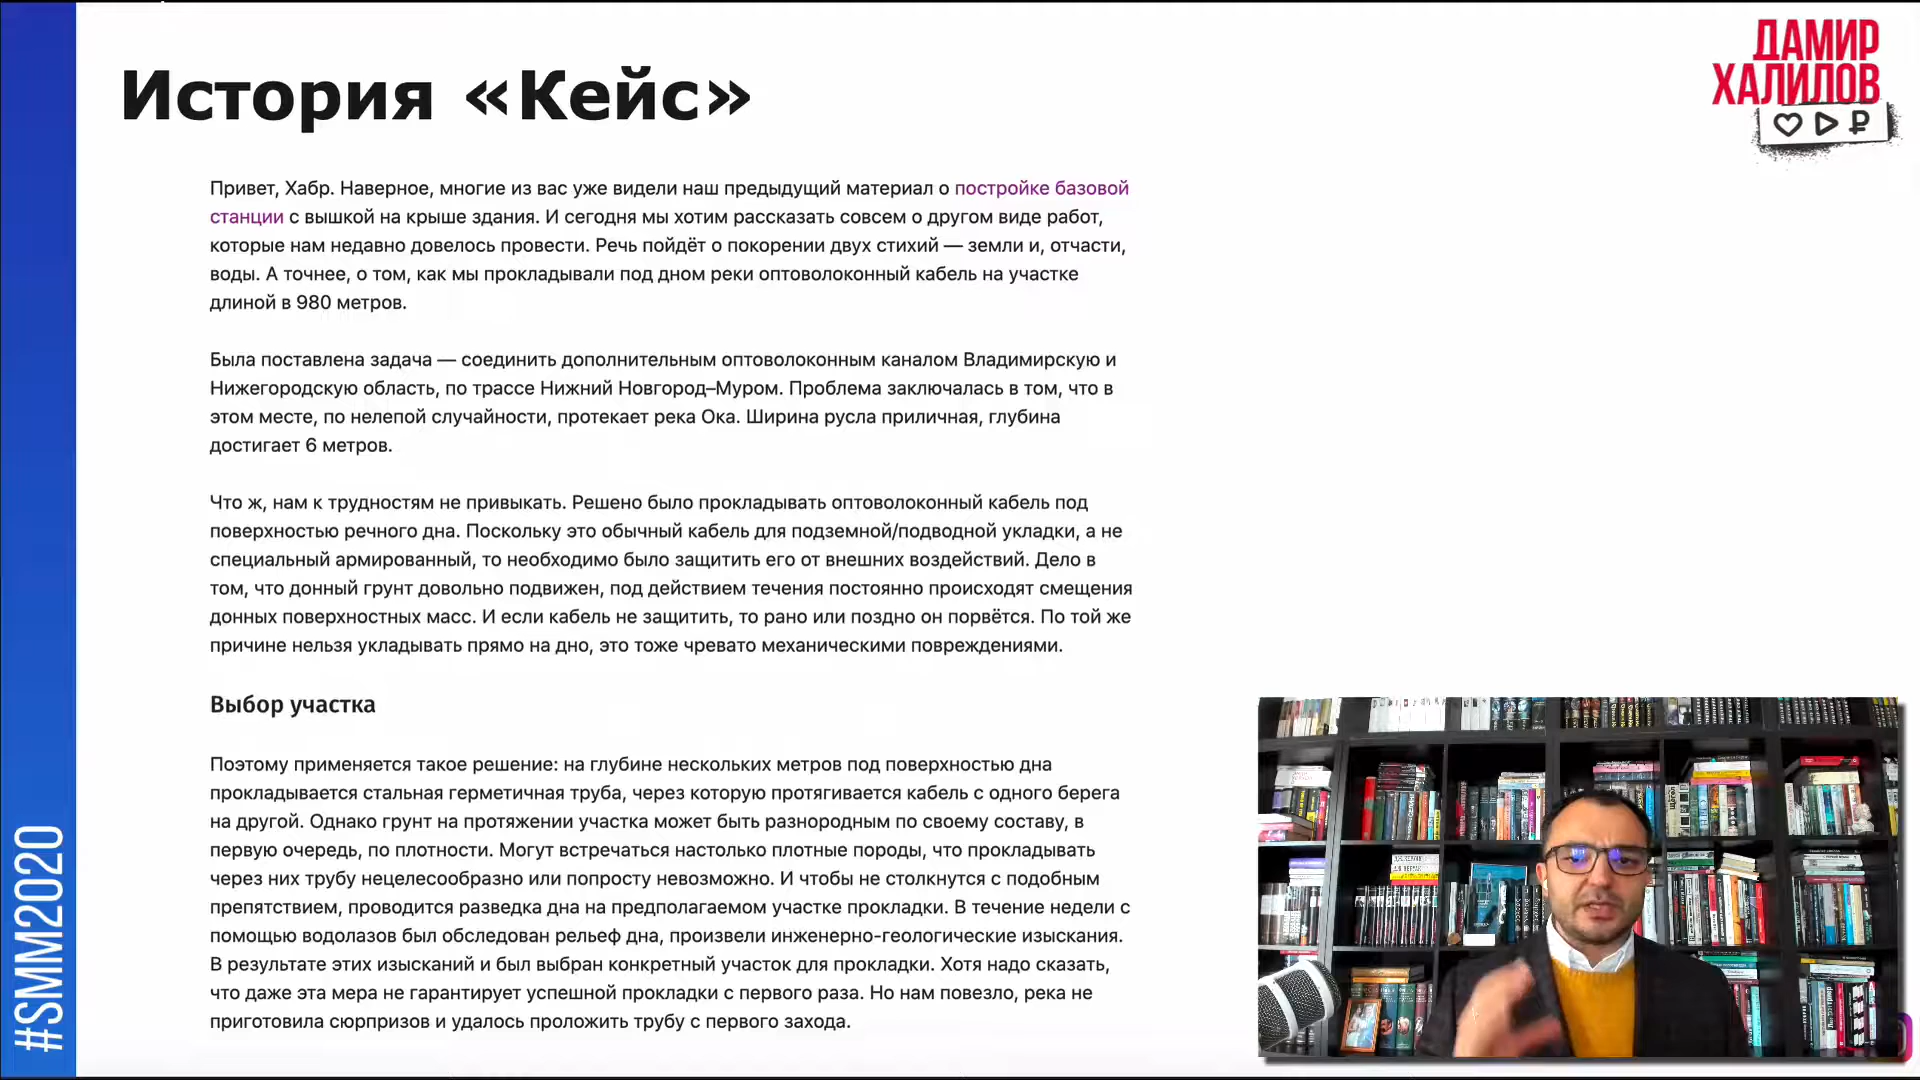 ДАМИР
ХАЛИЛОВ
История «Кейс»
Привет, Хабр. Наверное, многие из вас уже видели наш предыдущий материал о постройке базовой
станции с вышкой на крыше здания. И сегодня мы хотим рассказать совсем о другом виде работ,
которые нам недавно довелось провести. Речь пойдёт о покорении двух стихий — земли и, отчасти,
воды. А точнее, о том, как мы прокладывали под дном реки оптоволоконный кабель на участке
длиной в 980 метров.
Была поставлена задача — соединить дополнительным оптоволоконным каналом Владимирскую и
Нижегородскую область, по трассе Нижний Новгород–Муром. Проблема заключалась в том, что в
этом месте, по нелепой случайности, протекает река Ока. Ширина русла приличная, глубина
достигает 6 метров.
Что ж, нам к трудностям не привыкать. Решено было прокладывать оптоволоконный кабель под
поверхностью речного дна. Поскольку это обычный кабель для подземной/подводной укладки, а не
специальный армированный, то необходимо было защитить его от внешних воздействий. Дело в
том, что донный грунт довольно подвижен, под действием течения постоянно происходят смещения
донных поверхностных масс. И если кабель не защитить, то рано или поздно он порвётся. По той же
причине нельзя укладывать прямо на дно, это тоже чревато механическими повреждениями.
Выбор участка
Поэтому применяется такое решение: на глубине нескольких метров под поверхностью дна
прокладывается стальная герметичная труба, через которую протягивается кабель с одного берега
на другой. Однако грунт на протяжении участка может быть разнородным по своему составу, в
первую очередь, по плотности. Могут встречаться настолько плотные породы, что прокладывать
через них трубу нецелесообразно или попросту невозможно. И чтобы не столкнутся с подобным
препятствием, проводится разведка дна на предполагаемом участке прокладки. В течение недели с
помощью водолазов был обследован рельеф дна, произвели инженерно-геологические изыскания.
В результате этих изысканий и был выбран конкретный участок для прокладки. Хотя надо сказать,
что даже эта мера не гарантирует успешной прокладки с первого раза. Но нам повезло, река не
приготовила сюрпризов и удалось проложить трубу с первого захода.
#SMM2020